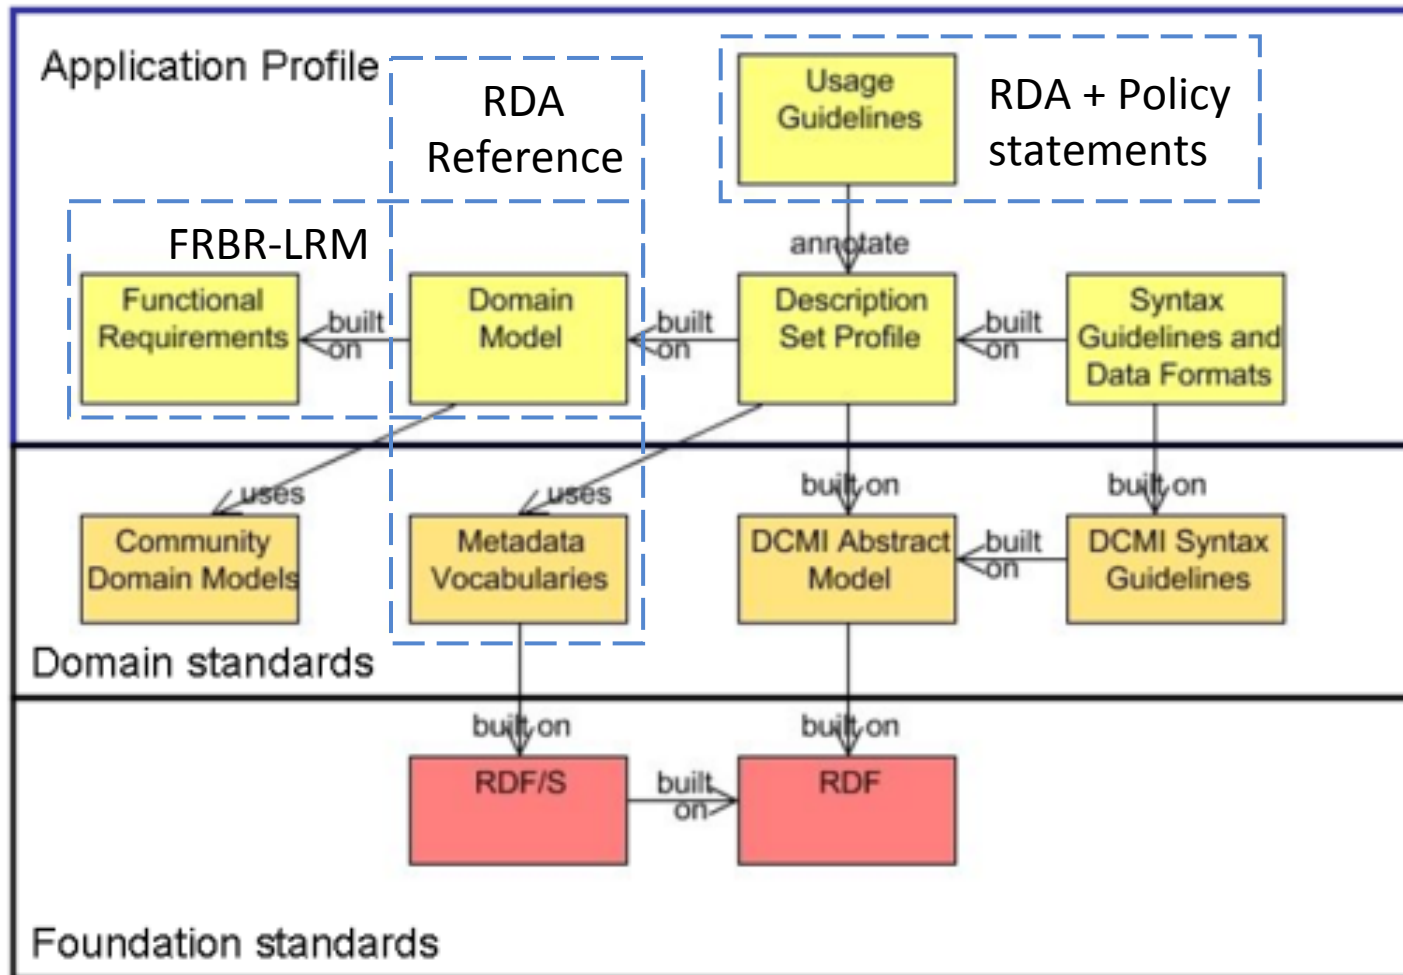 Application Profile
RDA
Reference
Usage
Guidelines
RDA + Policy
statements
FRBR-LRM
annotate
Functional
Requirements
built
on
Domain
Model
built
on
Description
Set Profile
built
on
Syntax
Guidelines and
Data Formats
uses
uses
built on
built on
Community
Domain Models
Metadata
Vocabularies
DCMI Abstract
Model
built
on
DCMI Syntax
Guidelines
Domain standards
built on
built on
RDF/S
built
on
RDF
Foundation standards